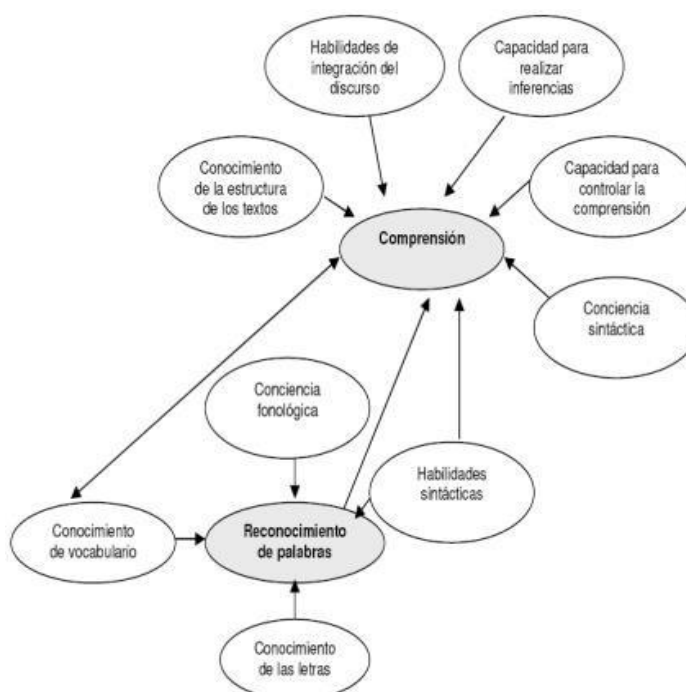 Habilidades de
integración del
discurso
Capacidad para
realizar
inferencias
Conocimiento
de la estructura
de los textos
Capacidad para
controlar la
comprensión
Comprensión
Conciencia
sintáctica
Conciencia
fonológica
Habilidades
sintácticas
Conocimiento
de vocabulario
Reconocimiento
de palabras
Conocimiento
de las letras